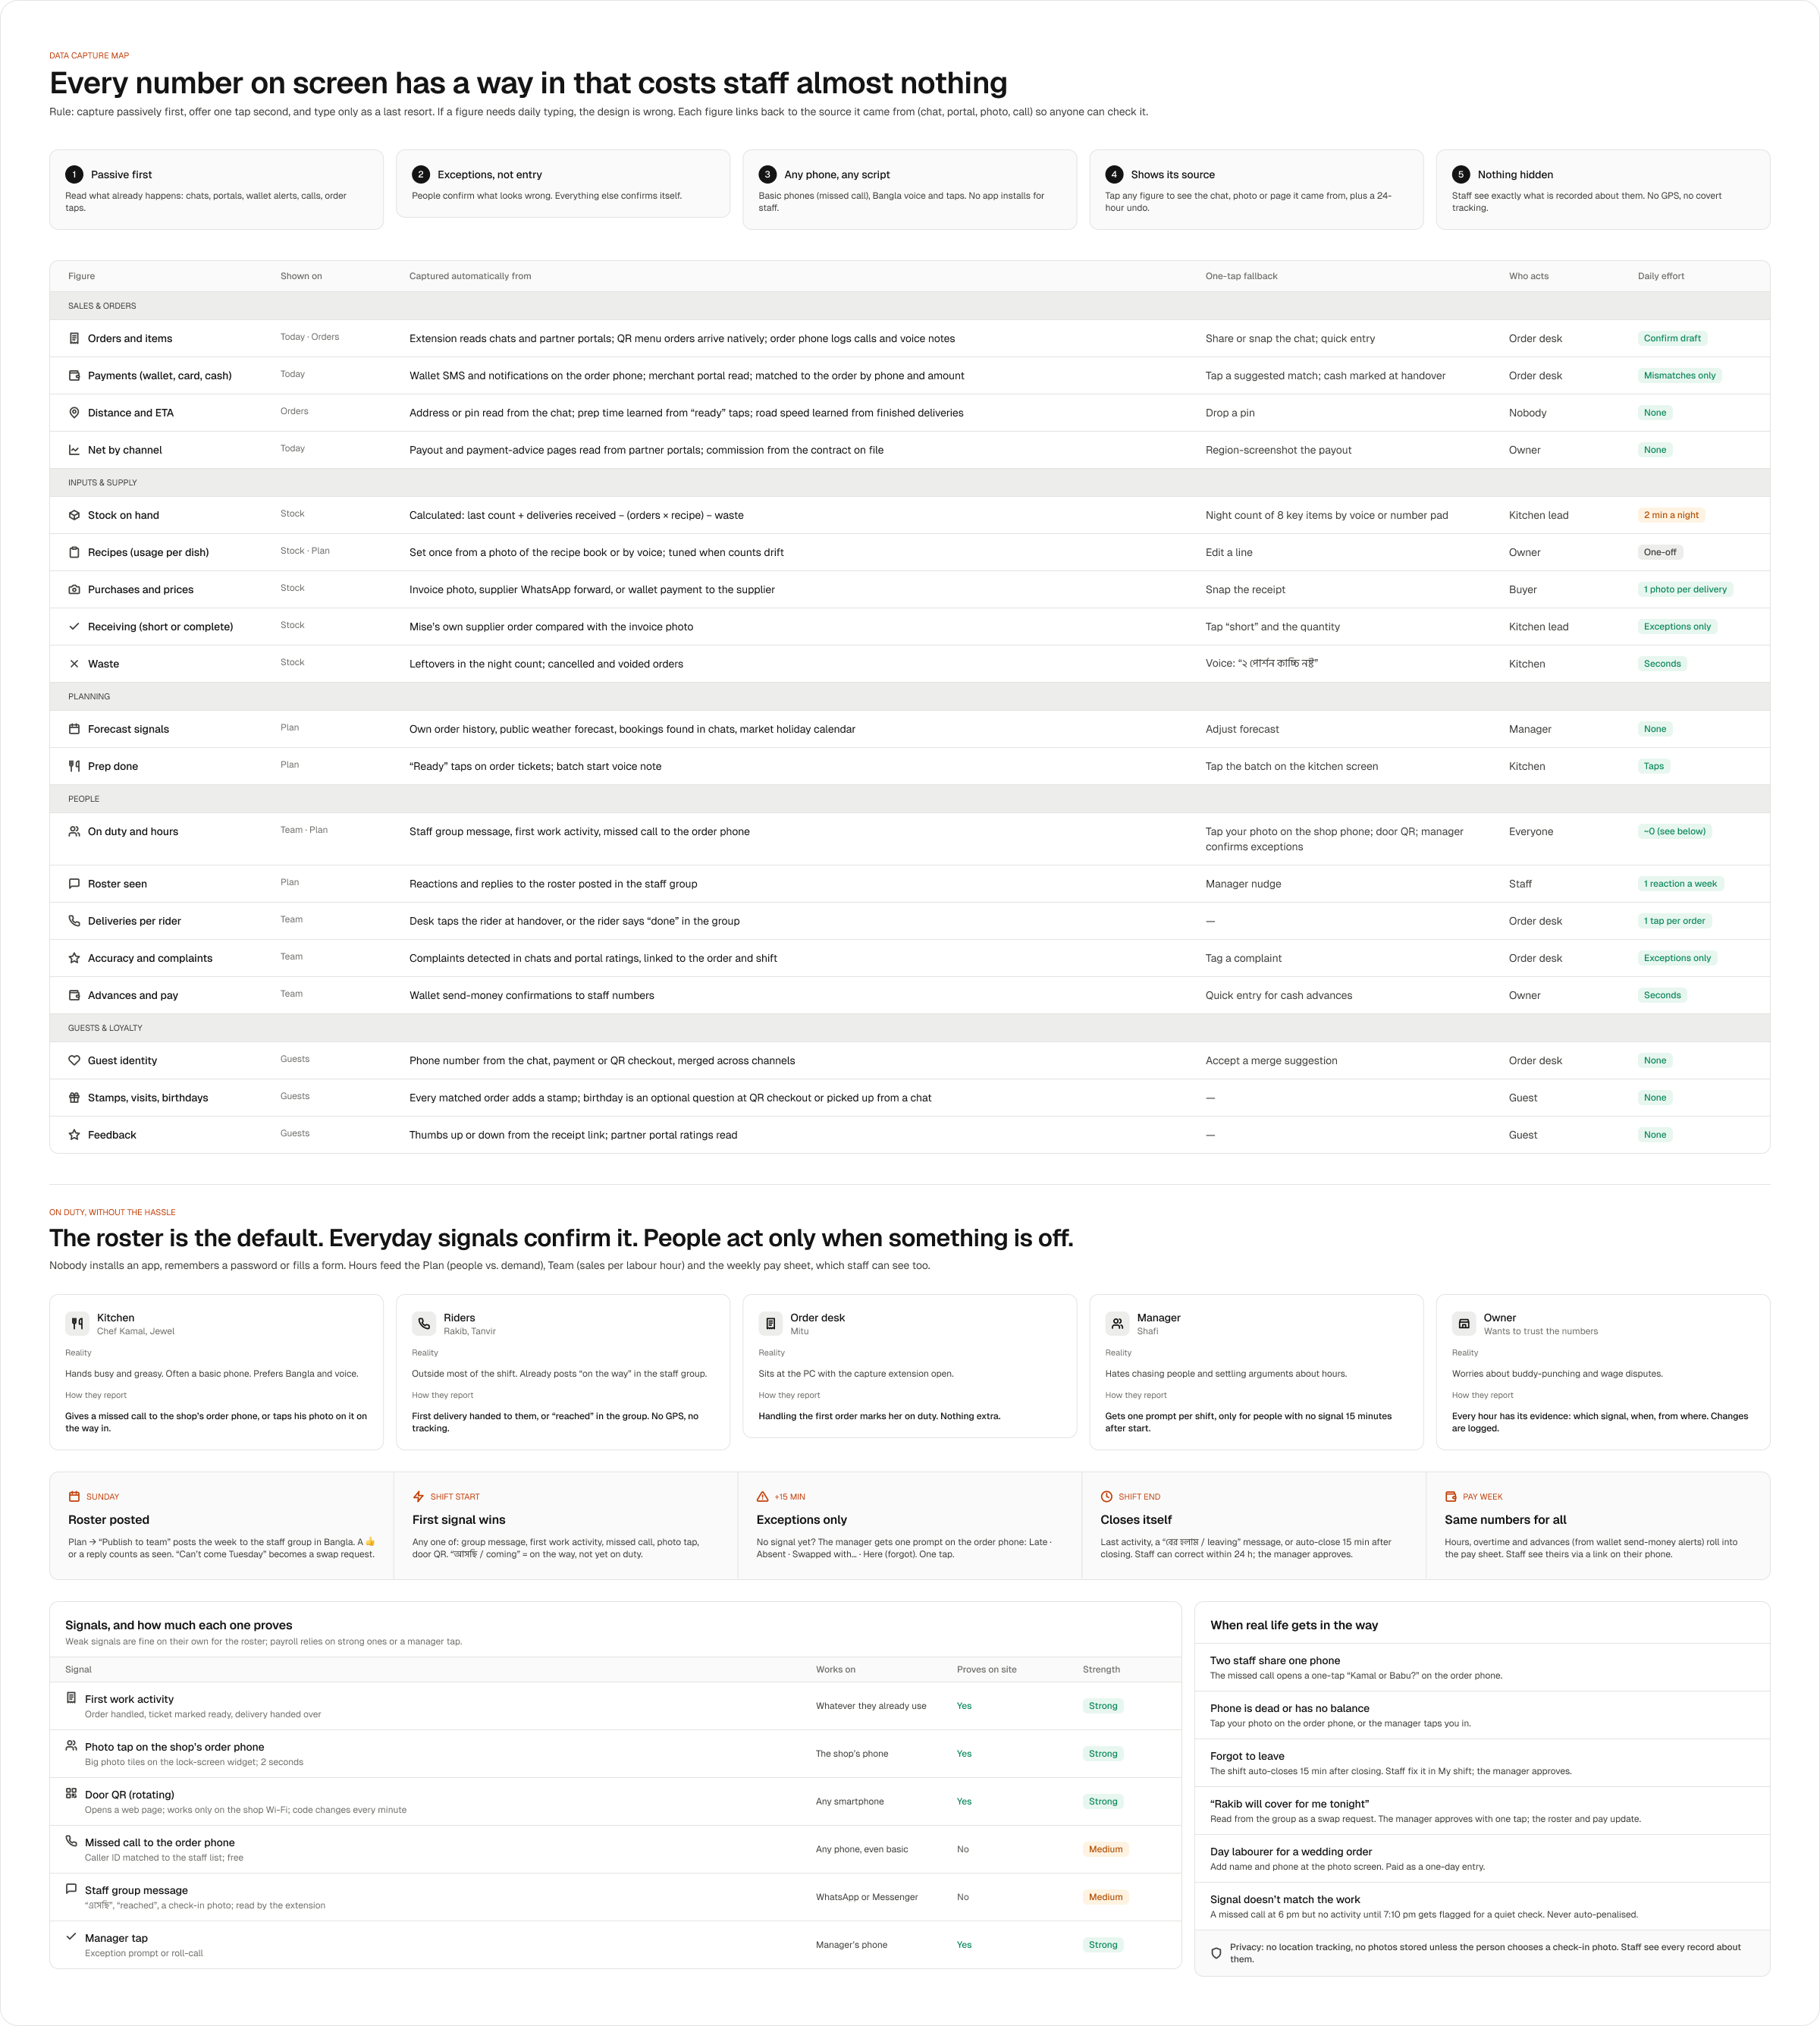 DATA CAPTURE MAP
Every number on screen has a way in that costs staff almost nothing
Rule: capture passively first, offer one tap second, and type only as a last resort. If a figure needs daily typing, the design is wrong. Each figure links back to the source it came from (chat, portal, photo, call) so anyone can check it.
1 Passive first
Read what already happens: chats, portals, wallet alerts, calls, order
taps.
2 Exceptions, not entry
People confirm what looks wrong. Everything else confirms itself.
3 Any phone, any script
Basic phones (missed call), Bangla voice and taps. No app installs for
staff.
4 Shows its source
Tap any figure to see the chat, photo or page it came from, plus a 24-
hour undo.
5 Nothing hidden
Staff see exactly what is recorded about them. No GPS, no covert
tracking.
Figure Shown on Captured automatically from One-tap fallback Who acts Daily effort
SALES & ORDERS
Orders and items Today · Orders Extension reads chats and partner portals; QR menu orders arrive natively; order phone logs calls and voice notes Share or snap the chat; quick entry Order desk Confirm draft
Payments (wallet, card, cash) Today Wallet SMS and notifications on the order phone; merchant portal read; matched to the order by phone and amount Tap a suggested match; cash marked at handover Order desk Mismatches only
Distance and ETA Orders Address or pin read from the chat; prep time learned from “ready” taps; road speed learned from finished deliveries Drop a pin Nobody None
Net by channel Today Payout and payment-advice pages read from partner portals; commission from the contract on file Region-screenshot the payout Owner None
INPUTS & SUPPLY
Stock on hand Stock Calculated: last count + deliveries received − (orders × recipe) − waste Night count of 8 key items by voice or number pad Kitchen lead 2 min a night
Recipes (usage per dish) Stock · Plan Set once from a photo of the recipe book or by voice; tuned when counts drift Edit a line Owner One-off
Purchases and prices Stock Invoice photo, supplier WhatsApp forward, or wallet payment to the supplier Snap the receipt Buyer 1 photo per delivery
Receiving (short or complete) Stock Mise’s own supplier order compared with the invoice photo Tap “short” and the quantity Kitchen lead Exceptions only
Waste Stock Leftovers in the night count; cancelled and voided orders Voice: “২ পোর্শন কাচ্চি নষ্ট” Kitchen Seconds
PLANNING
Forecast signals Plan Own order history, public weather forecast, bookings found in chats, market holiday calendar Adjust forecast Manager None
Prep done Plan “Ready” taps on order tickets; batch start voice note Tap the batch on the kitchen screen Kitchen Taps
PEOPLE
On duty and hours Team · Plan Staff group message, first work activity, missed call to the order phone Tap your photo on the shop phone; door QR; manager Everyone ~0 (see below)
confirms exceptions
Roster seen Plan Reactions and replies to the roster posted in the staff group Manager nudge Staff 1 reaction a week
Deliveries per rider Team Desk taps the rider at handover, or the rider says “done” in the group — Order desk 1 tap per order
Accuracy and complaints Team Complaints detected in chats and portal ratings, linked to the order and shift Tag a complaint Order desk Exceptions only
Advances and pay Team Wallet send-money confirmations to staff numbers Quick entry for cash advances Owner Seconds
GUESTS & LOYALTY
Guest identity Guests Phone number from the chat, payment or QR checkout, merged across channels Accept a merge suggestion Order desk None
Stamps, visits, birthdays Guests Every matched order adds a stamp; birthday is an optional question at QR checkout or picked up from a chat — Guest None
Feedback Guests Thumbs up or down from the receipt link; partner portal ratings read — Guest None
ON DUTY, WITHOUT THE HASSLE
The roster is the default. Everyday signals confirm it. People act only when something is off.
Nobody installs an app, remembers a password or fills a form. Hours feed the Plan (people vs. demand), Team (sales per labour hour) and the weekly pay sheet, which staff can see too.
Kitchen
Chef Kamal, Jewel
Reality
Hands busy and greasy. Often a basic phone. Prefers Bangla and voice.
How they report
Gives a missed call to the shop’s order phone, or taps his photo on it on
the way in.
Riders
Rakib, Tanvir
Reality
Outside most of the shift. Already posts “on the way” in the staff group.
How they report
First delivery handed to them, or “reached” in the group. No GPS, no
tracking.
Order desk
Mitu
Reality
Sits at the PC with the capture extension open.
How they report
Handling the first order marks her on duty. Nothing extra.
Manager
Shafi
Reality
Hates chasing people and settling arguments about hours.
How they report
Gets one prompt per shift, only for people with no signal 15 minutes
after start.
Owner
Wants to trust the numbers
Reality
Worries about buddy-punching and wage disputes.
How they report
Every hour has its evidence: which signal, when, from where. Changes
are logged.
SUNDAY
Roster posted
Plan → “Publish to team” posts the week to the staff group in Bangla. A 👍
or a reply counts as seen. “Can’t come Tuesday” becomes a swap request.
SHIFT START
First signal wins
Any one of: group message, first work activity, missed call, photo tap,
door QR. “আসছি / coming” = on the way, not yet on duty.
+15 MIN
Exceptions only
No signal yet? The manager gets one prompt on the order phone: Late ·
Absent · Swapped with… · Here (forgot). One tap.
SHIFT END
Closes itself
Last activity, a “বের হলাম / leaving” message, or auto-close 15 min after
closing. Staff can correct within 24 h; the manager approves.
PAY WEEK
Same numbers for all
Hours, overtime and advances (from wallet send-money alerts) roll into
the pay sheet. Staff see theirs via a link on their phone.
Signals, and how much each one proves
Weak signals are fine on their own for the roster; payroll relies on strong ones or a manager tap.
Signal Works on Proves on site Strength
First work activity
Order handled, ticket marked ready, delivery handed over
Whatever they already use Yes Strong
Photo tap on the shop’s order phone
Big photo tiles on the lock-screen widget; 2 seconds
The shop’s phone Yes Strong
Door QR (rotating)
Opens a web page; works only on the shop Wi-Fi; code changes every minute
Any smartphone Yes Strong
Missed call to the order phone
Caller ID matched to the staff list; free
Any phone, even basic No Medium
Staff group message
“এসেছি”, “reached”, a check-in photo; read by the extension
WhatsApp or Messenger No Medium
Manager tap
Exception prompt or roll-call
Manager’s phone Yes Strong
When real life gets in the way
Two staff share one phone
The missed call opens a one-tap “Kamal or Babu?” on the order phone.
Phone is dead or has no balance
Tap your photo on the order phone, or the manager taps you in.
Forgot to leave
The shift auto-closes 15 min after closing. Staff fix it in My shift; the manager approves.
“Rakib will cover for me tonight”
Read from the group as a swap request. The manager approves with one tap; the roster and pay update.
Day labourer for a wedding order
Add name and phone at the photo screen. Paid as a one-day entry.
Signal doesn’t match the work
A missed call at 6 pm but no activity until 7:10 pm gets flagged for a quiet check. Never auto-penalised.
Privacy: no location tracking, no photos stored unless the person chooses a check-in photo. Staff see every record about
them.